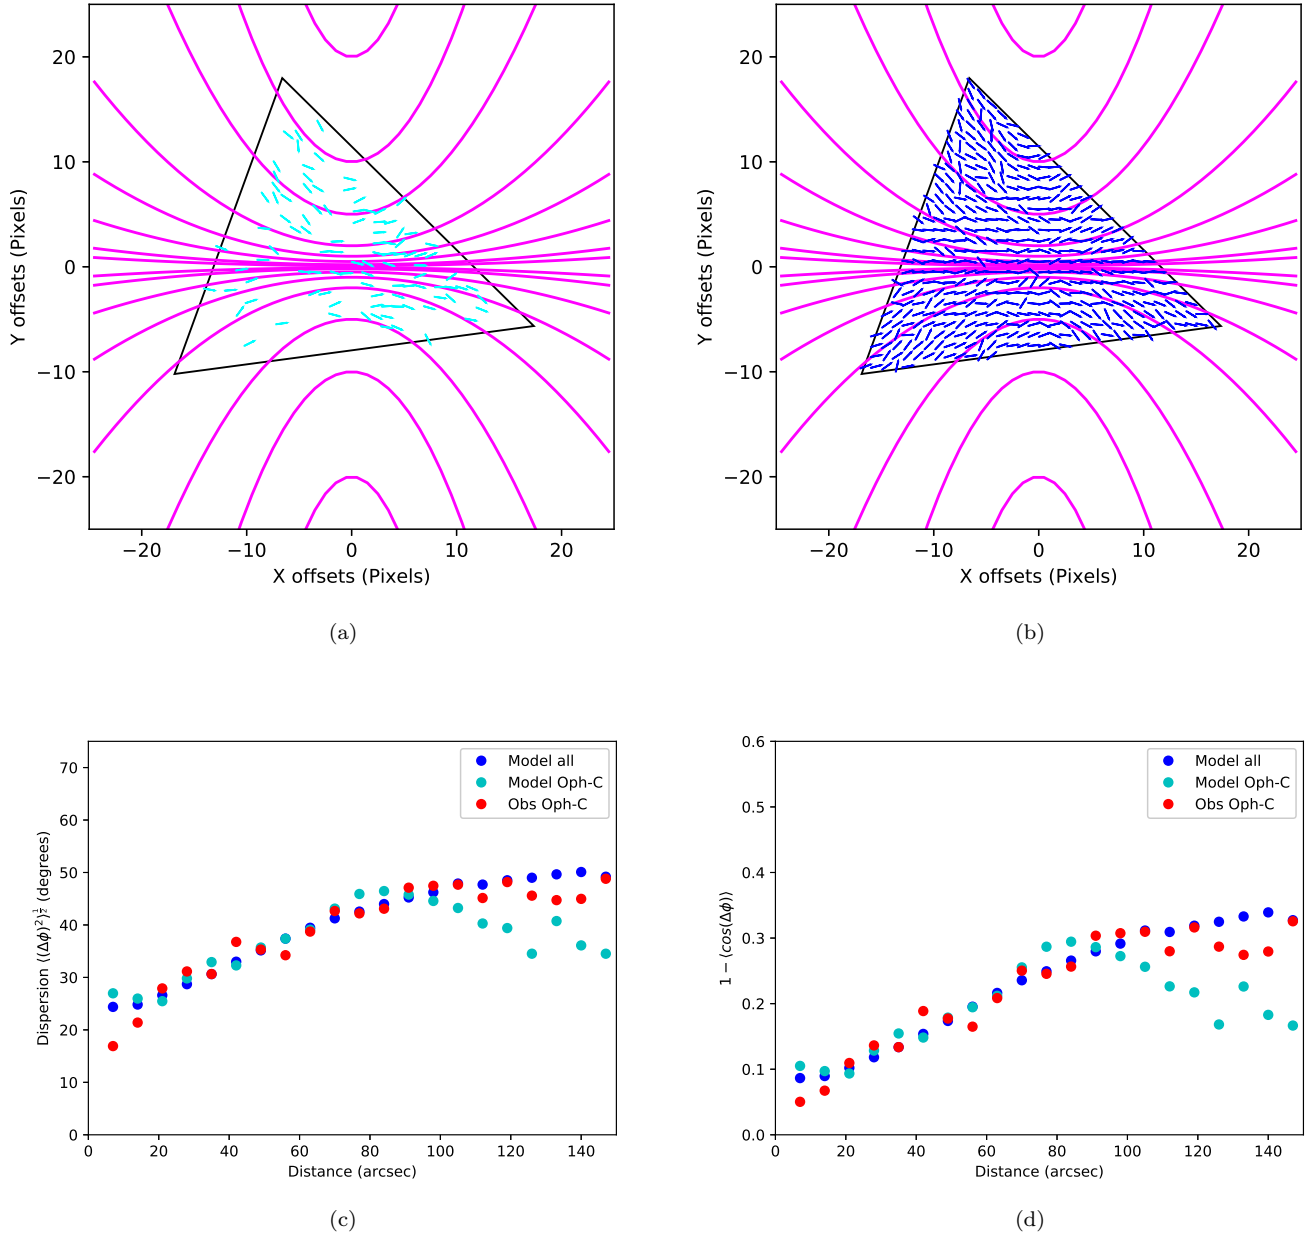 20
10
0
−10
−20
Y offsets (Pixels)
−20 −10 0 10 20
X offsets (Pixels)
(a)
20
10
0
−10
−20
Y offsets (Pixels)
−20 −10 0 10 20
X offsets (Pixels)
(b)
70
60
50
40
30
20
10
0
Dispersion ⟨(Δϕ)²⟩^½ (degrees)
Model all
Model Oph-C
Obs Oph-C
0 20 40 60 80 100 120 140
Distance (arcsec)
(c)
0.6
0.5
0.4
0.3
0.2
0.1
0.0
1 − ⟨cos(Δϕ)⟩
Model all
Model Oph-C
Obs Oph-C
0 20 40 60 80 100 120 140
Distance (arcsec)
(d)